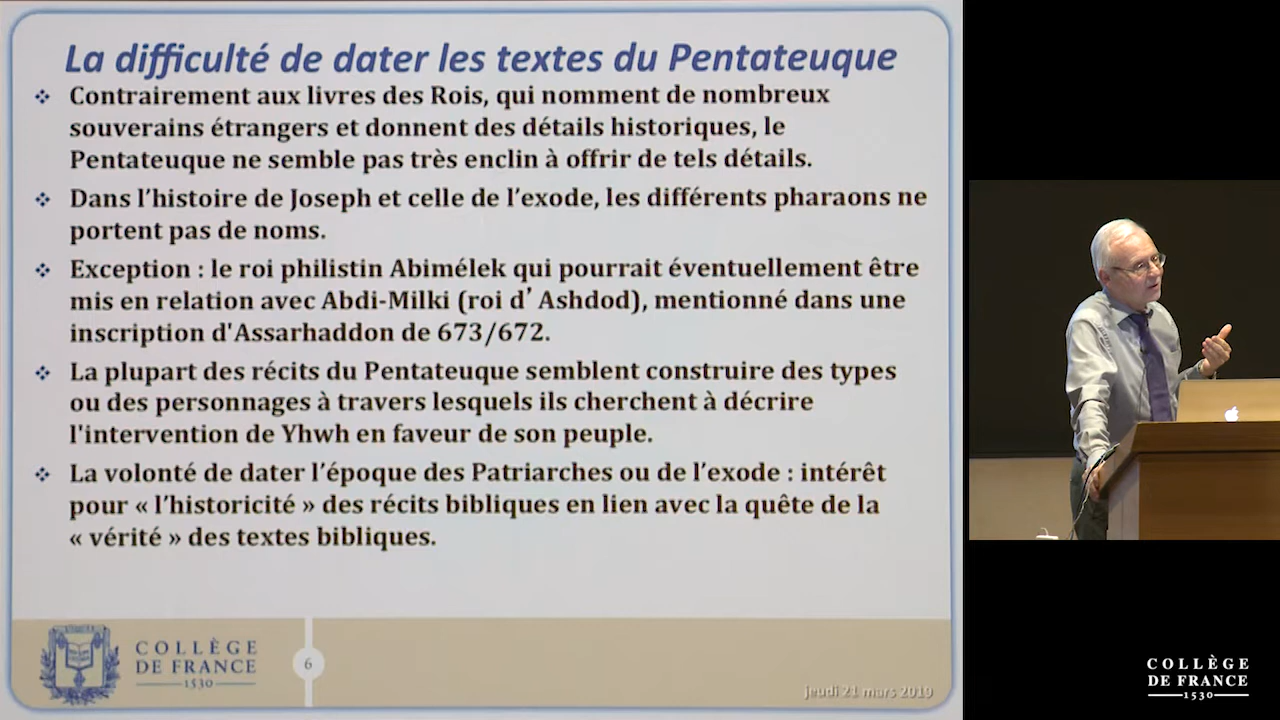 La difficulté de dater les textes du Pentateuque
❖ Contrairement aux livres des Rois, qui nomment de nombreux
souverains étrangers et donnent des détails historiques, le
Pentateuque ne semble pas très enclin à offrir de tels détails.
❖ Dans l'histoire de Joseph et celle de l'exode, les différents pharaons ne
portent pas de noms.
❖ Exception : le roi philistin Abimélek qui pourrait éventuellement être
mis en relation avec Abdi-Milki (roi d’ Ashdod), mentionné dans une
inscription d'Assarhaddon de 673/672.
❖ La plupart des récits du Pentateuque semblent construire des types
ou des personnages à travers lesquels ils cherchent à décrire
l'intervention de Yhwh en faveur de son peuple.
❖ La volonté de dater l’époque des Patriarches ou de l’exode : intérêt
pour « l’historicité » des récits bibliques en lien avec la quête de la
« vérité » des textes bibliques.
COLLÈGE
DE FRANCE
1530
6
jeudi 21 mars 2019
COLLÈGE
DE FRANCE
1530